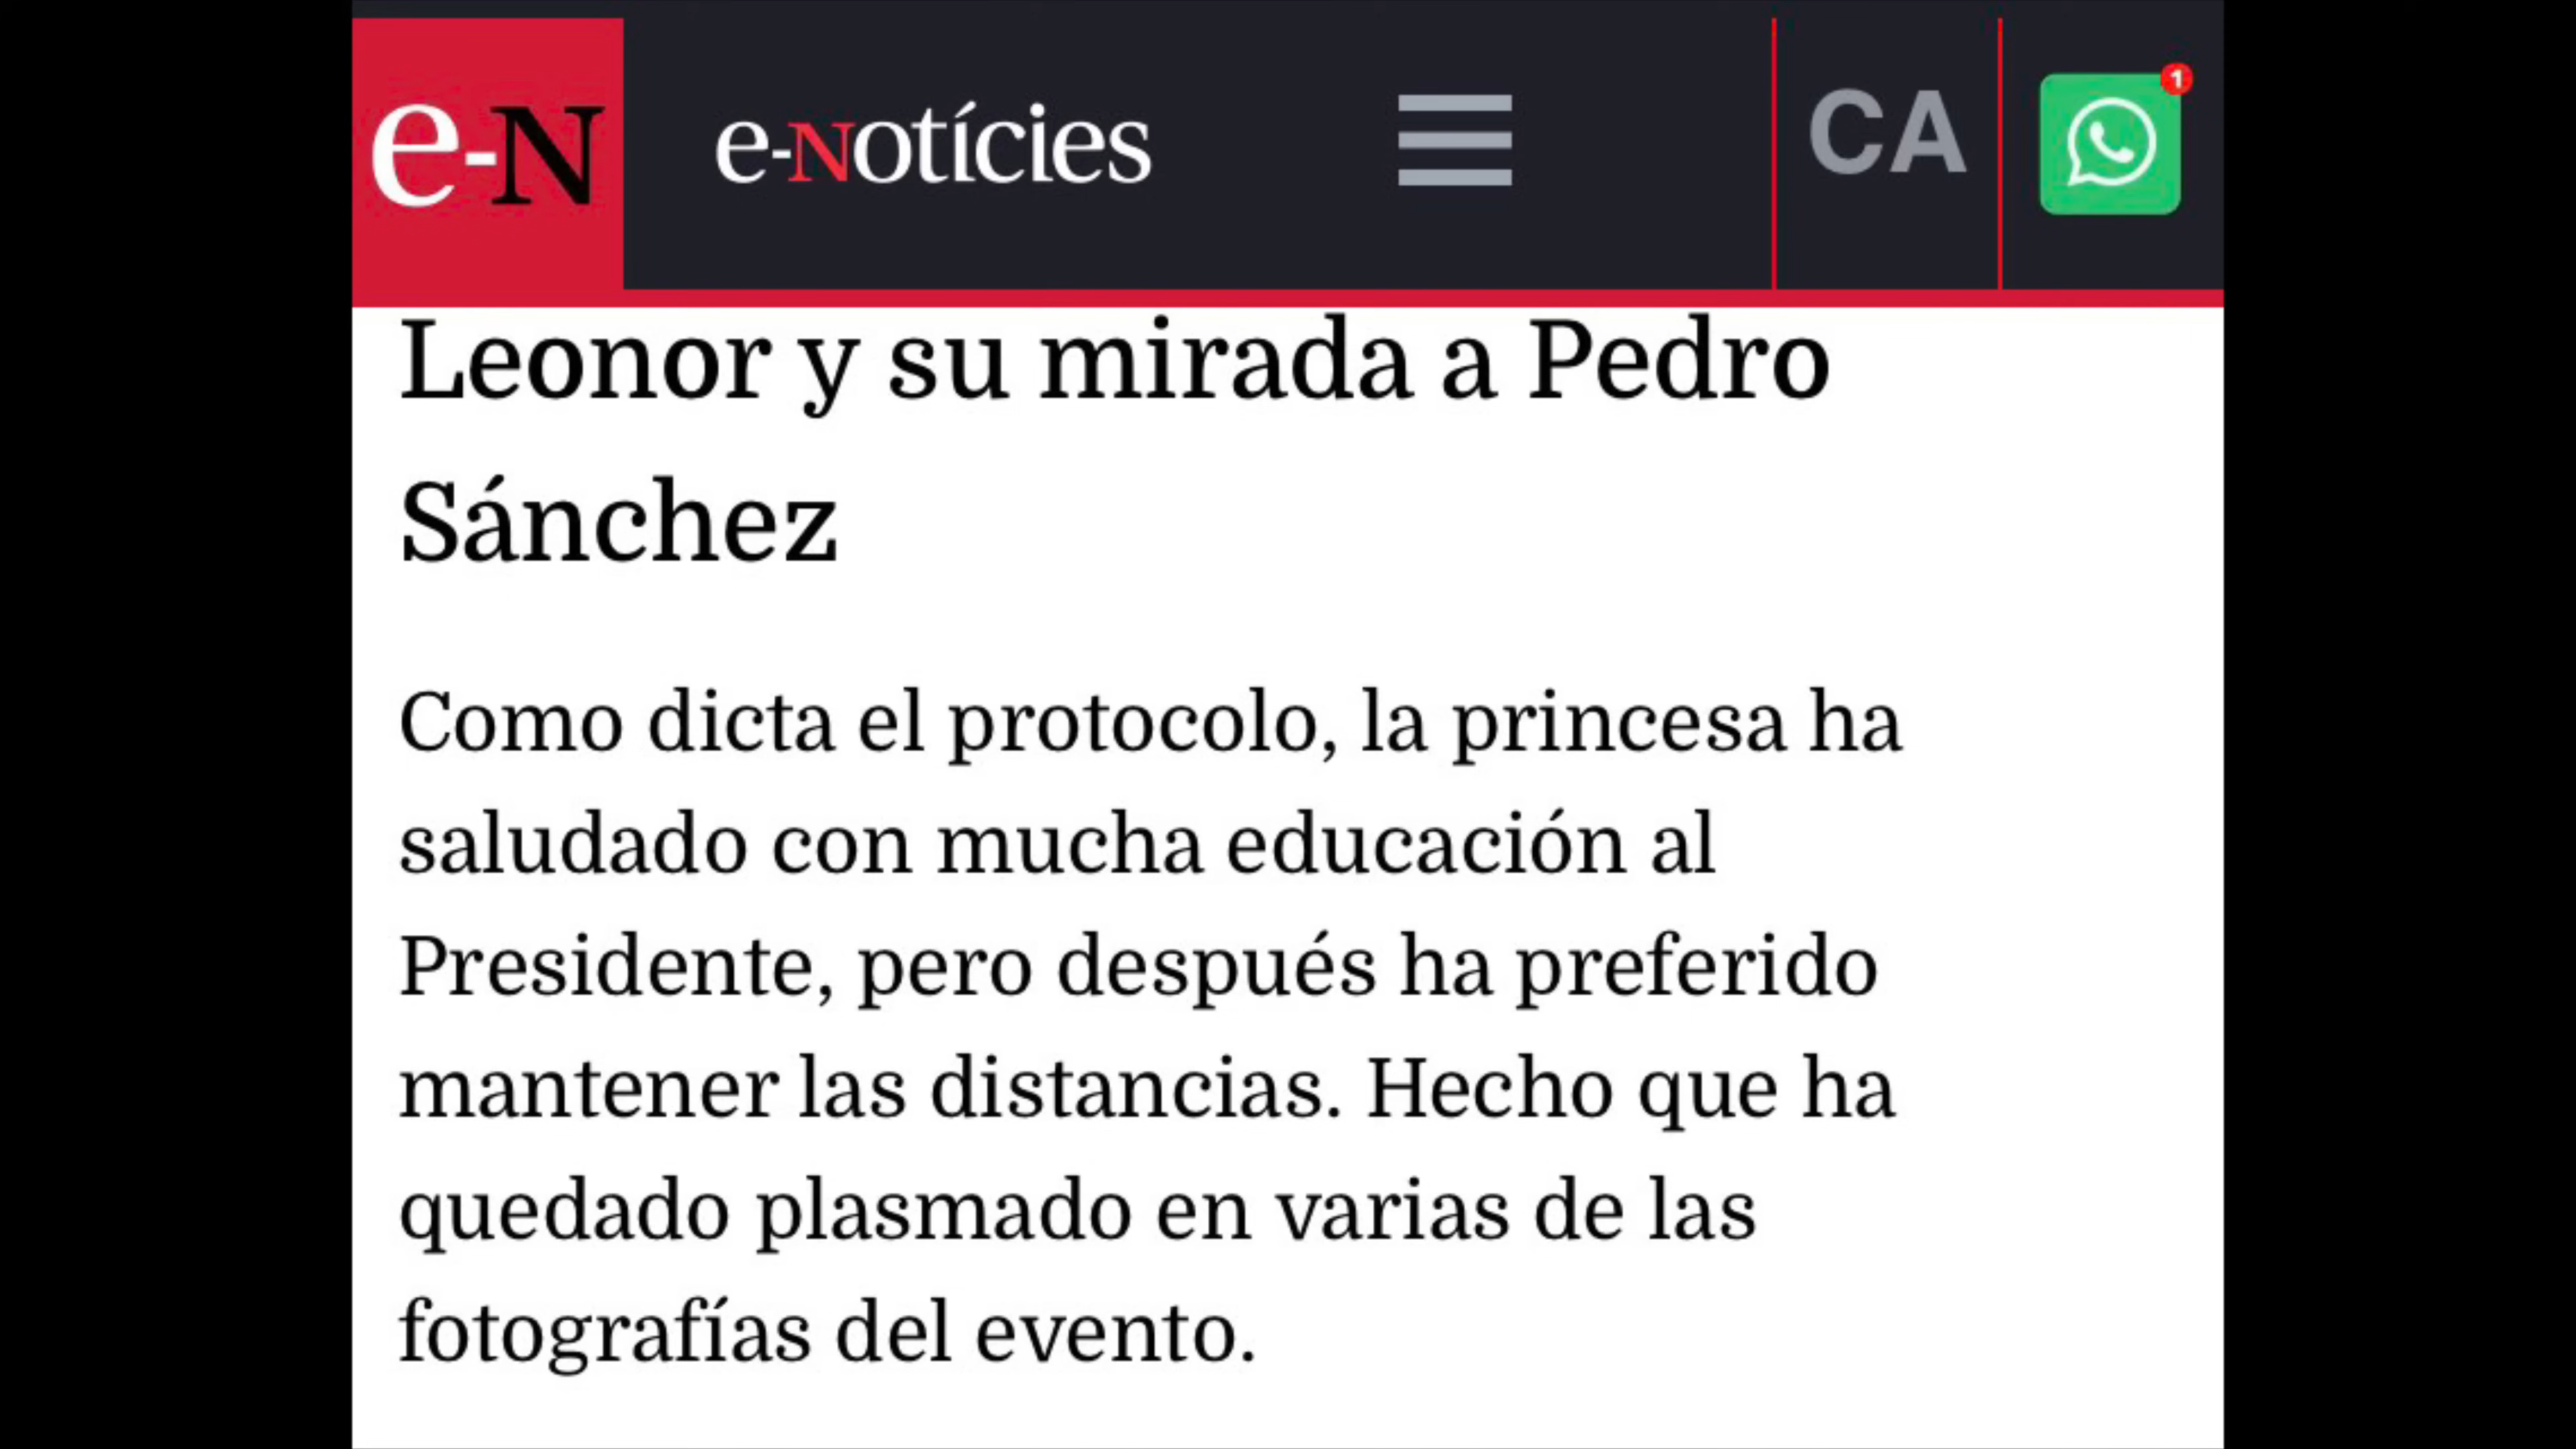 e-N e-Notícies CA 1
Leonor y su mirada a Pedro
Sánchez
Como dicta el protocolo, la princesa ha
saludado con mucha educación al
Presidente, pero después ha preferido
mantener las distancias. Hecho que ha
quedado plasmado en varias de las
fotografías del evento.